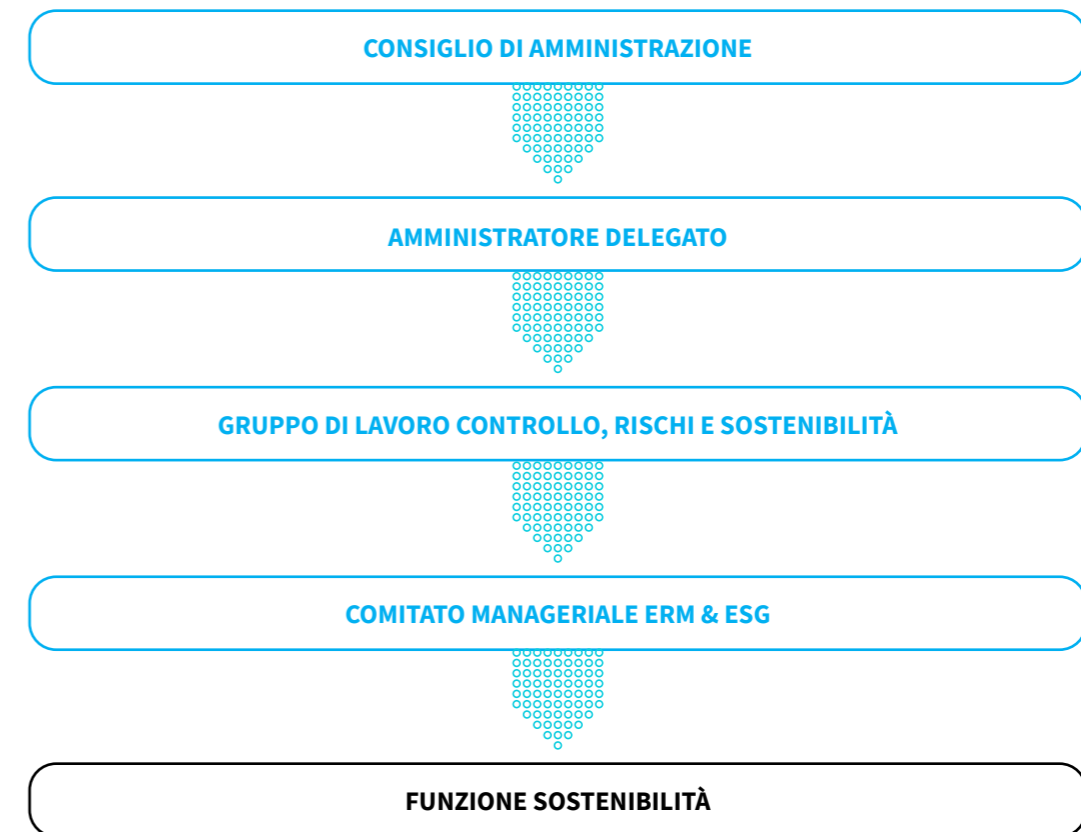 CONSIGLIO DI AMMINISTRAZIONE
AMMINISTRATORE DELEGATO
GRUPPO DI LAVORO CONTROLLO, RISCHI E SOSTENIBILITÀ
COMITATO MANAGERIALE ERM & ESG
FUNZIONE SOSTENIBILITÀ